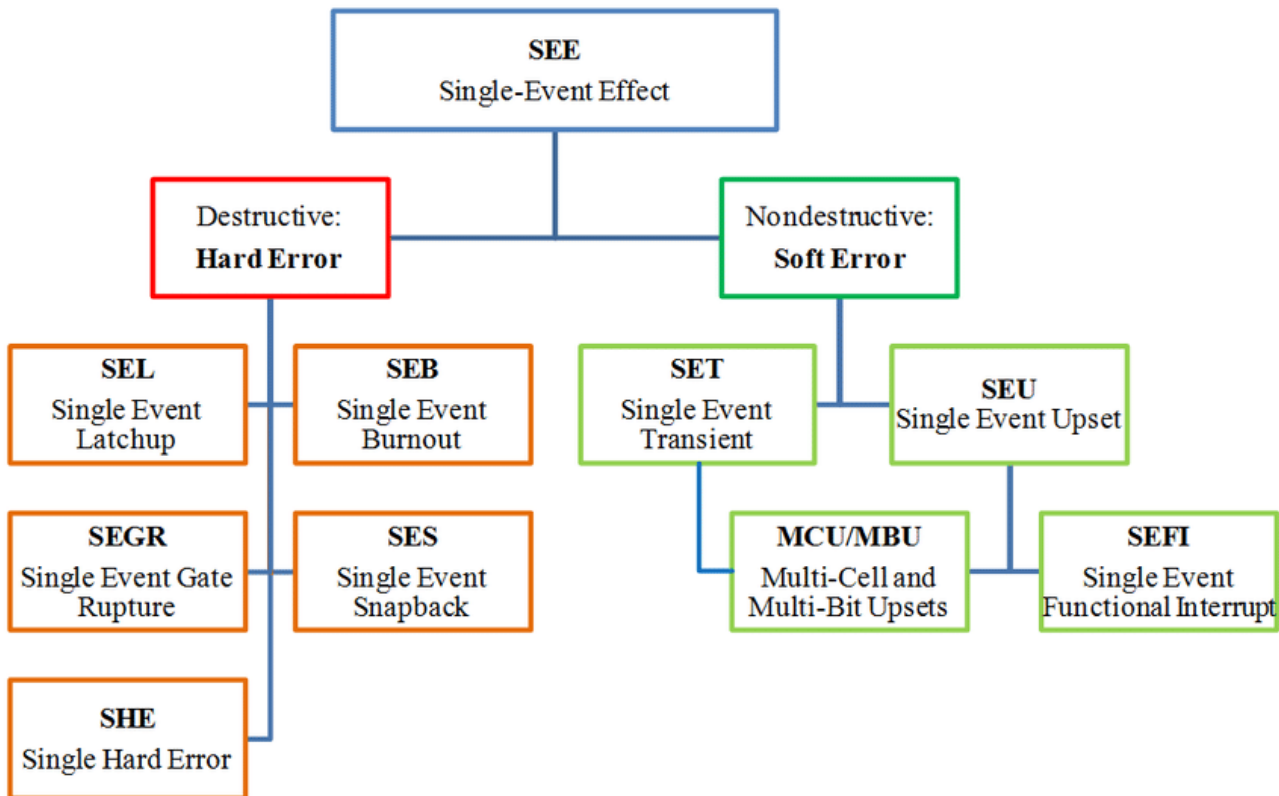 SEE
Single-Event Effect
Destructive:
Hard Error
Nondestructive:
Soft Error
SEL
Single Event
Latchup
SEB
Single Event
Burnout
SET
Single Event
Transient
SEU
Single Event Upset
SEGR
Single Event Gate
Rupture
SES
Single Event
Snapback
MCU/MBU
Multi-Cell and
Multi-Bit Upsets
SEFI
Single Event
Functional Interrupt
SHE
Single Hard Error